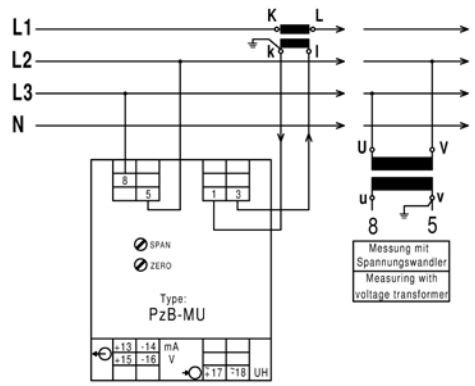 K L
L1
k l
L2
L3
N
U V
8
5 1 3
u v
8 5
SPAN
ZERO
Messung mit
Spannungswandler
Measuring with
voltage transformer
Type:
PzB-MU
+13 -14 mA
+15 -16 V
+17 -18 UH